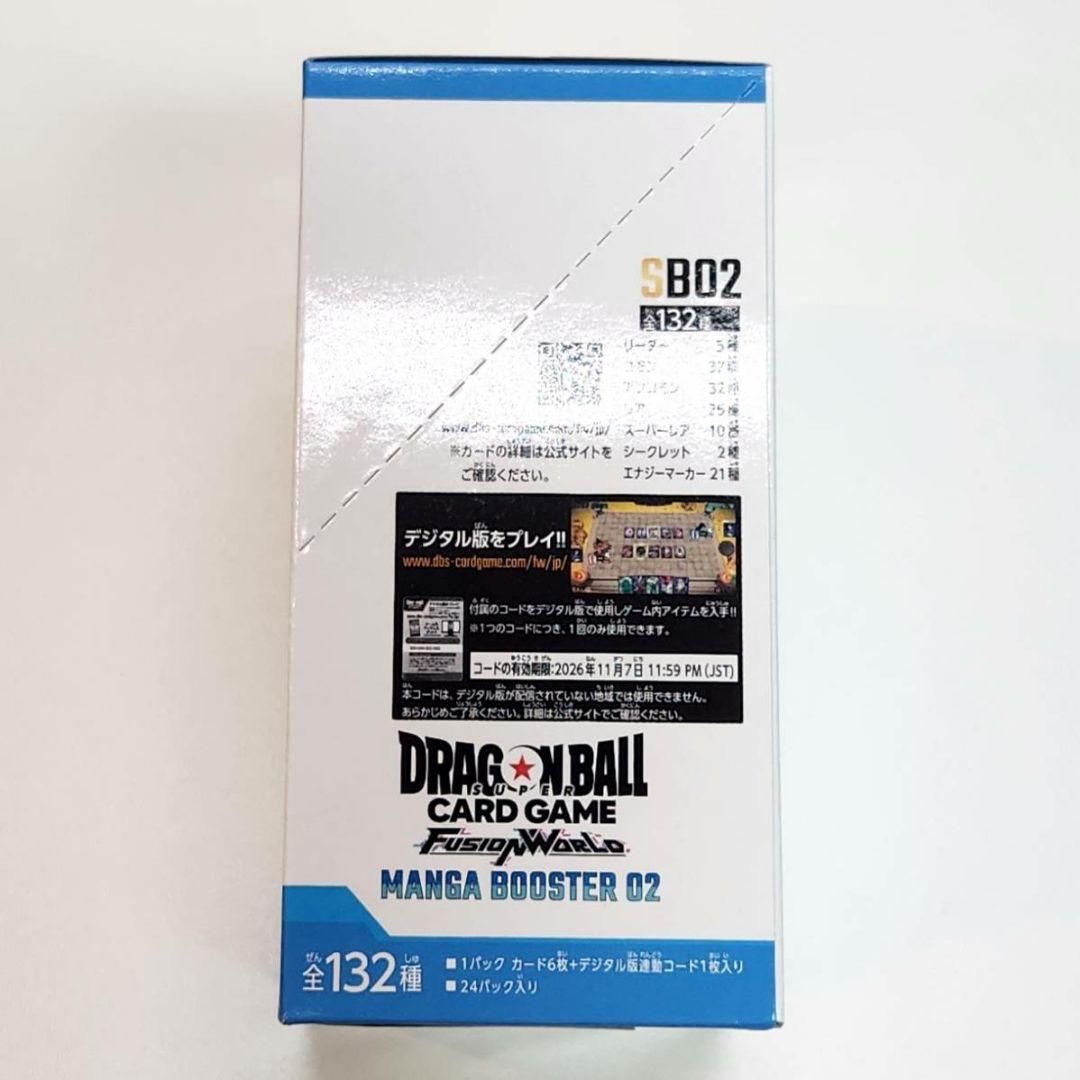 SB02
全132種
リーダー 5種
コモン
アンコモン 32種
レア 25種
スーパーレア 10種
シークレット 2種
エナジーマーカー 21種
www.dbs-cardgame.com/fw/jp/
※カードの詳細は公式サイトを
ご確認ください。
デジタル版をプレイ!!
www.dbs-cardgame.com/fw/jp/
付属のコードをデジタル版で使用しゲーム内アイテムを入手!!
※1つのコードにつき、1回のみ使用できます。
コードの有効期限:2026年11月7日 11:59 PM (JST)
本コードは、デジタル版が配信されていない地域では使用できません。
あらかじめご了承ください。詳細は公式サイトでご確認ください。
DRAGON BALL
SUPER
CARD GAME
FUSION WORLD
MANGA BOOSTER 02
全132種
■1パック カード6枚+デジタル版連動コード1枚入り
■24パック入り